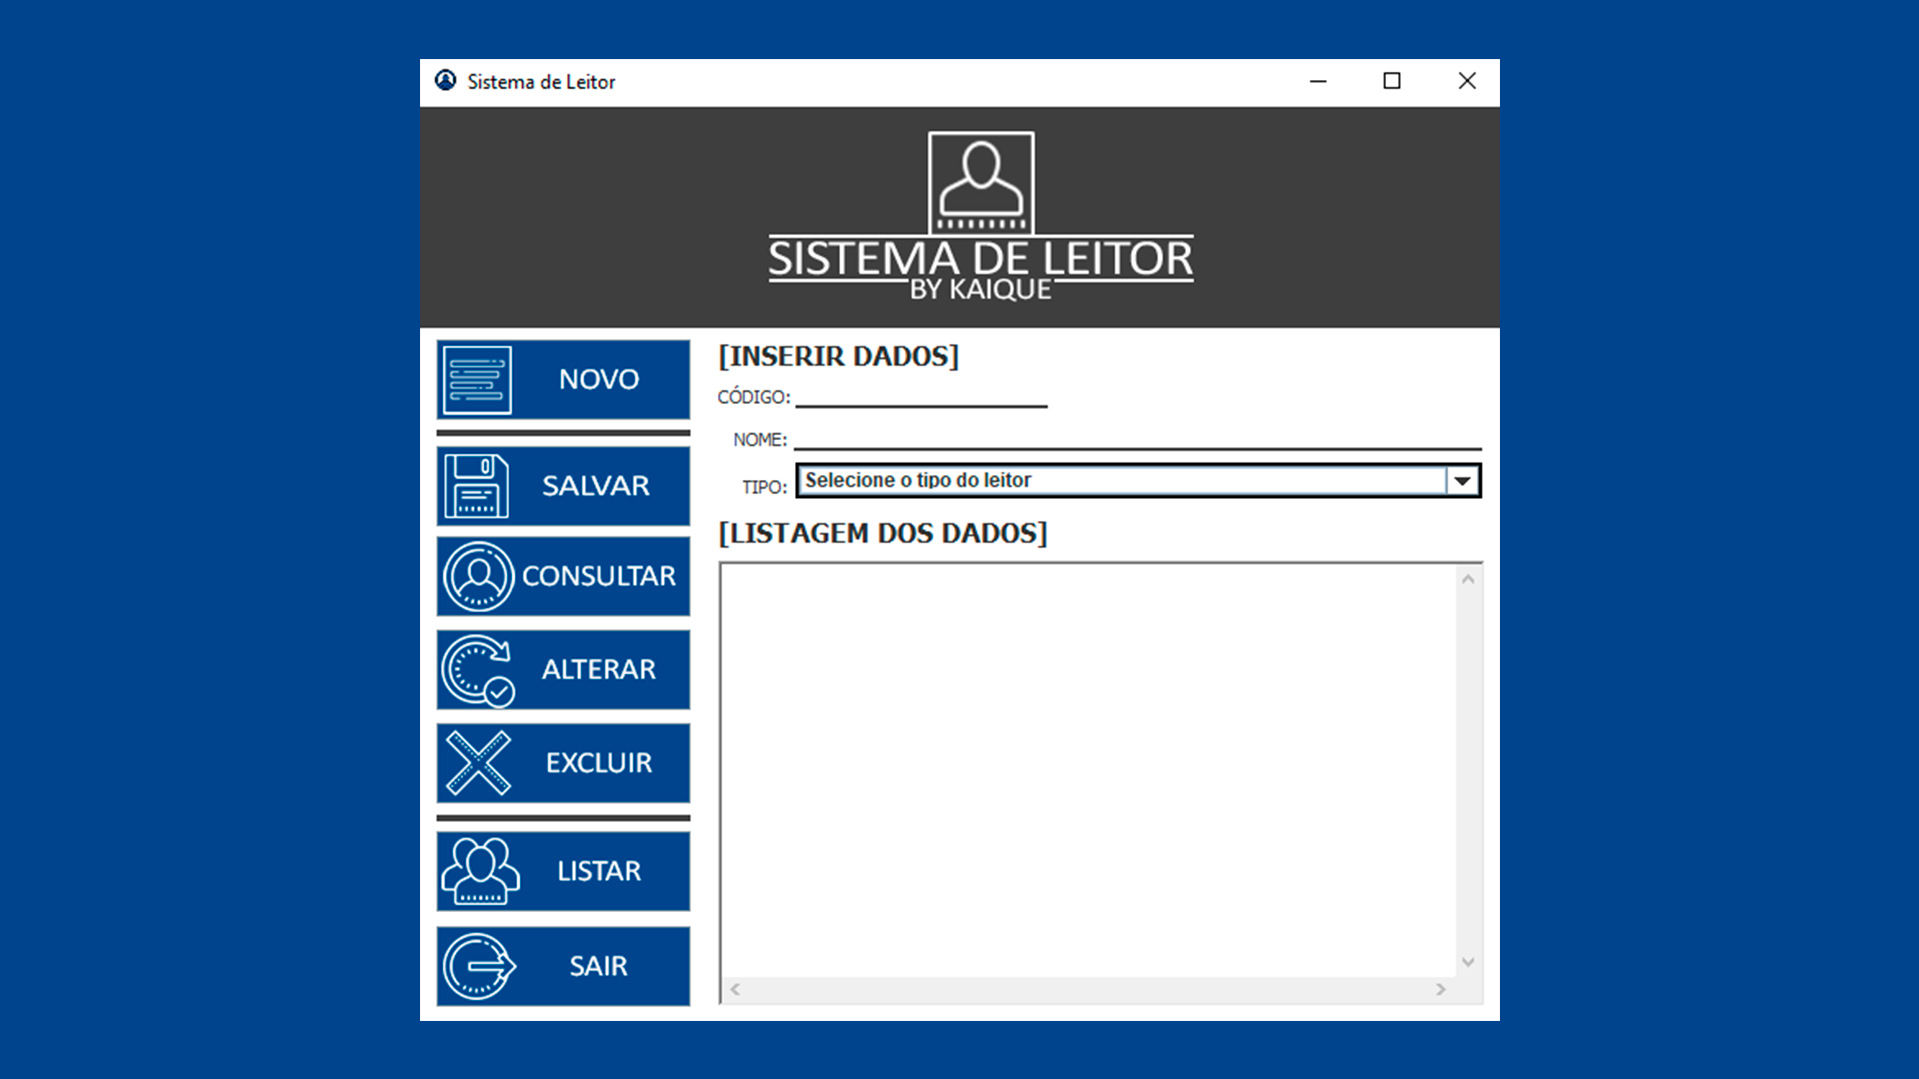 Sistema de Leitor
SISTEMA DE LEITOR
BY KAIQUE
NOVO
SALVAR
CONSULTAR
ALTERAR
EXCLUIR
LISTAR
SAIR
[INSERIR DADOS]
CÓDIGO:
NOME:
TIPO: Selecione o tipo do leitor
[LISTAGEM DOS DADOS]